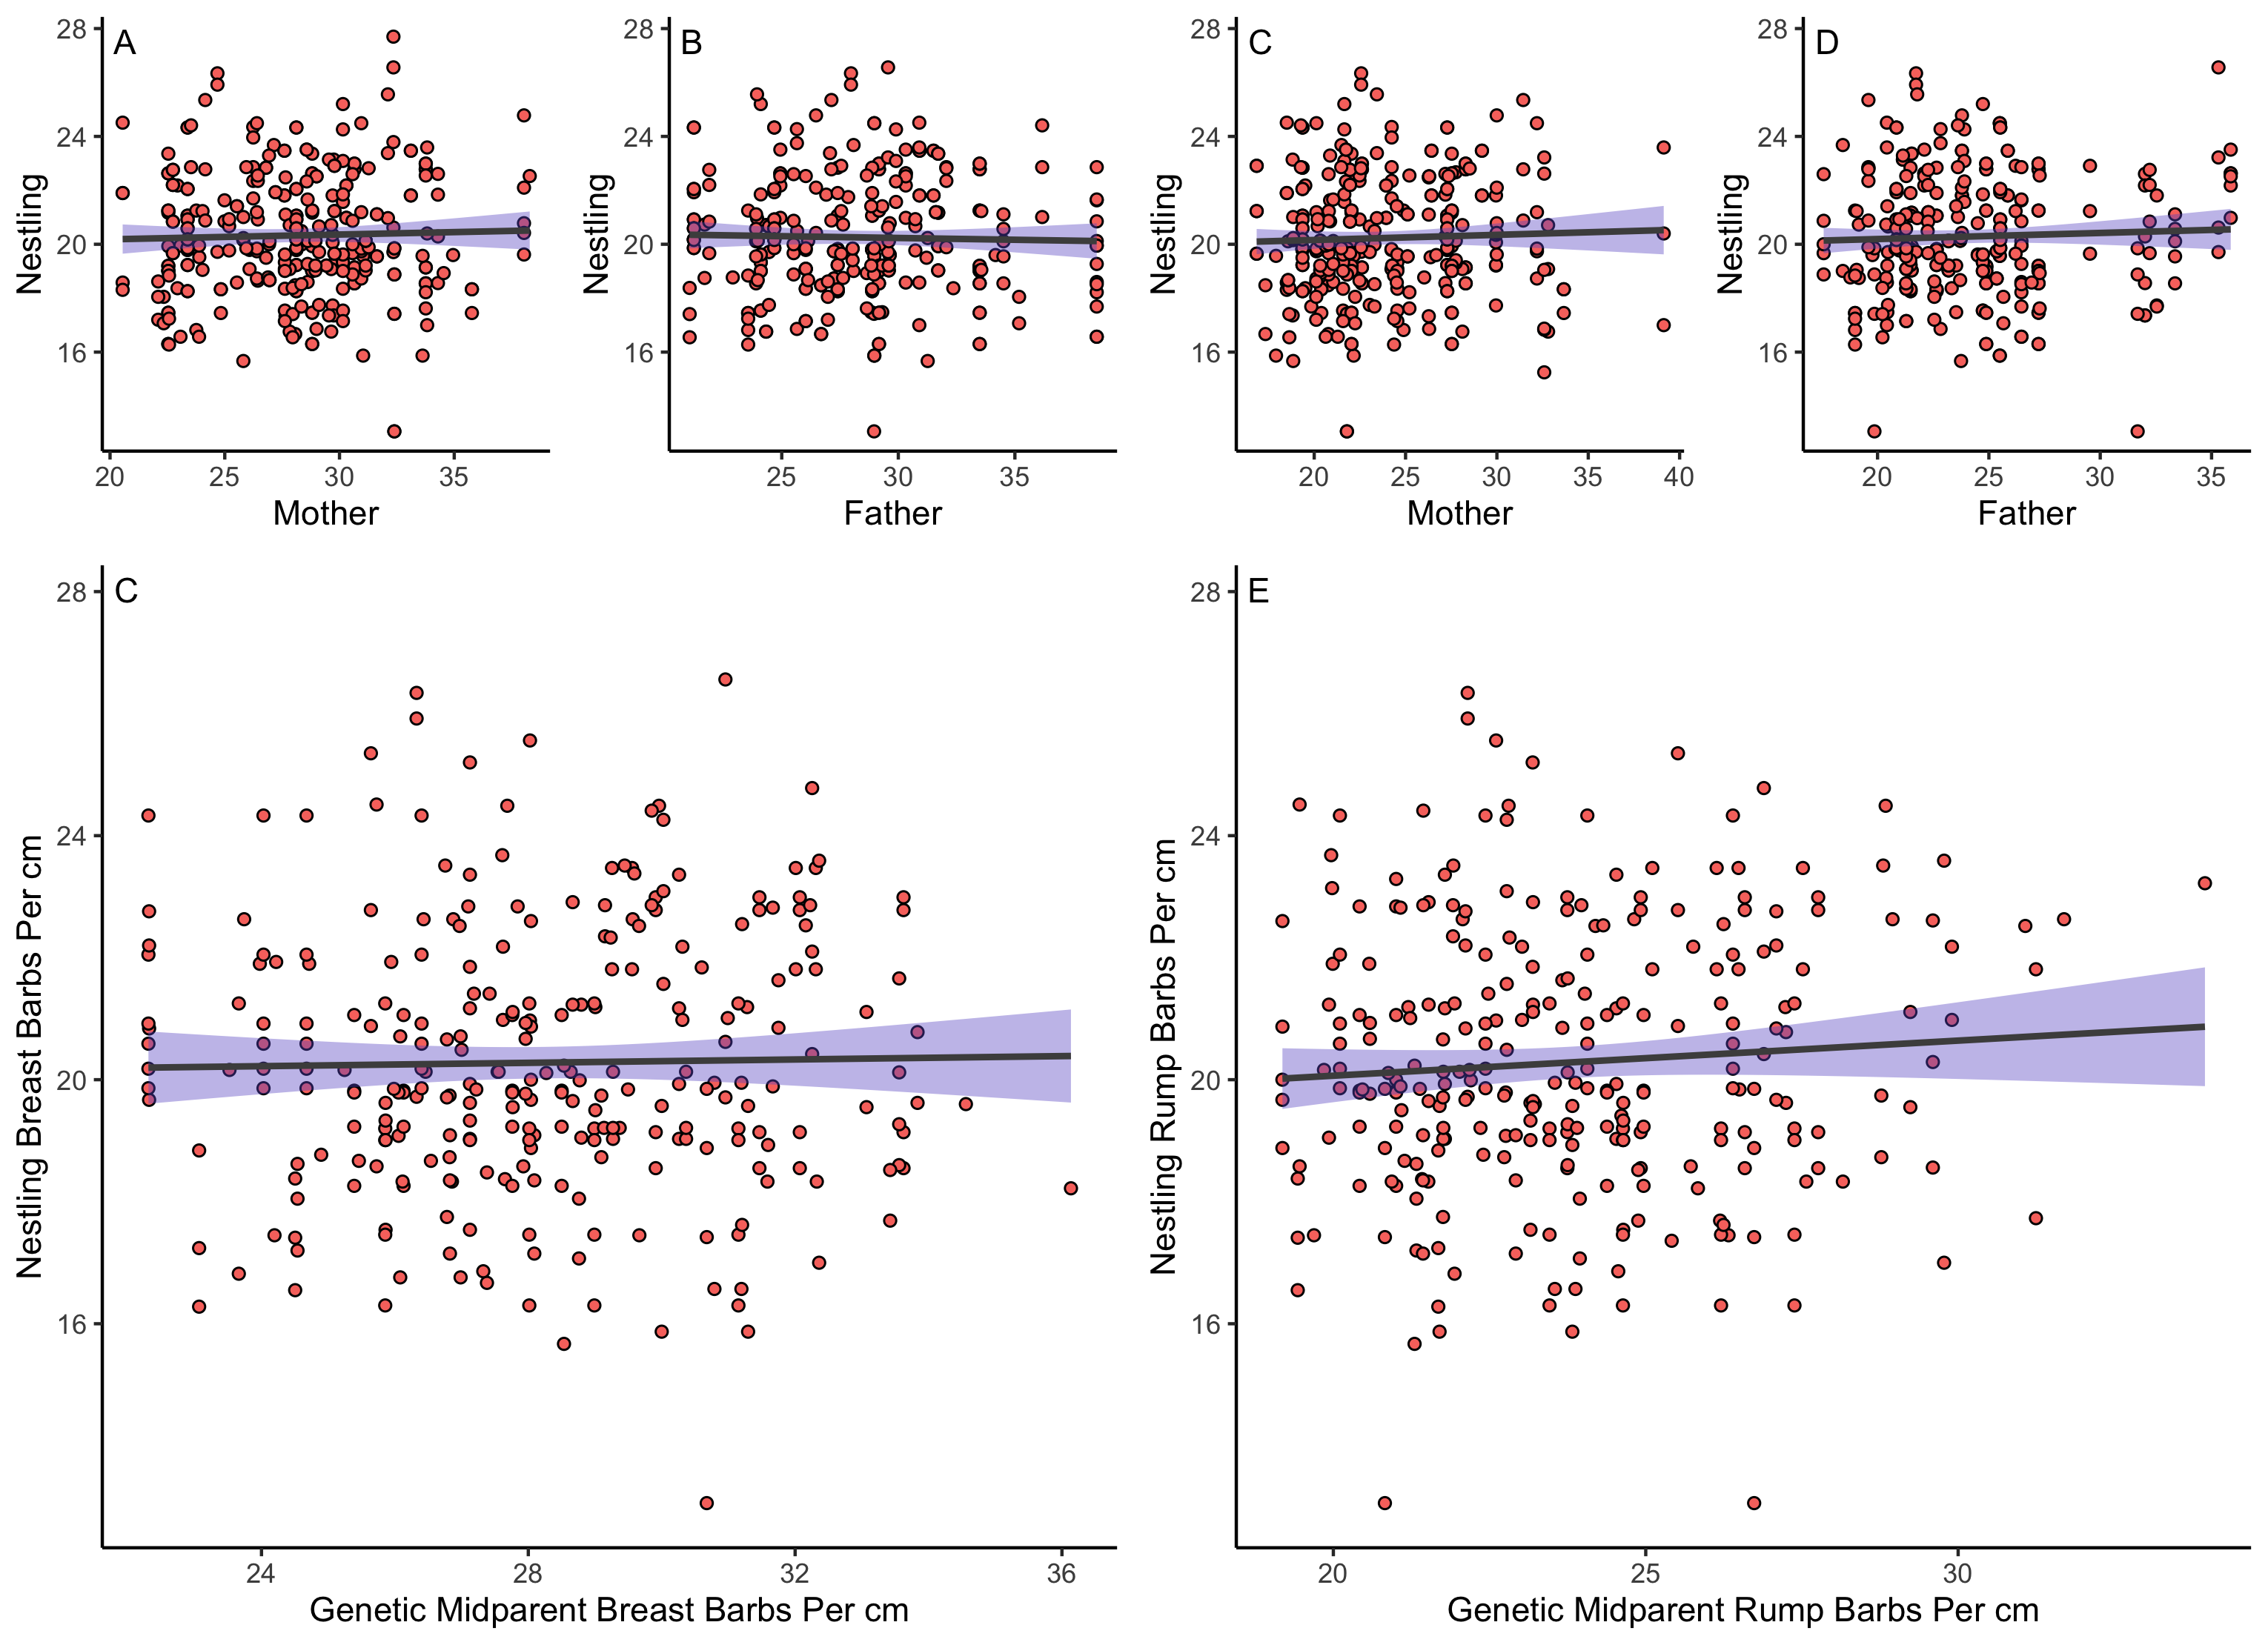 A
28
24
20
16
Nestling
20 25 30 35
Mother
B
28
24
20
16
Nestling
25 30 35
Father
C
28
24
20
16
Nestling
20 25 30 35 40
Mother
D
28
24
20
16
Nestling
20 25 30 35
Father
C
28
24
20
16
Nestling Breast Barbs Per cm
24 28 32 36
Genetic Midparent Breast Barbs Per cm
E
28
24
20
16
Nestling Rump Barbs Per cm
20 25 30
Genetic Midparent Rump Barbs Per cm